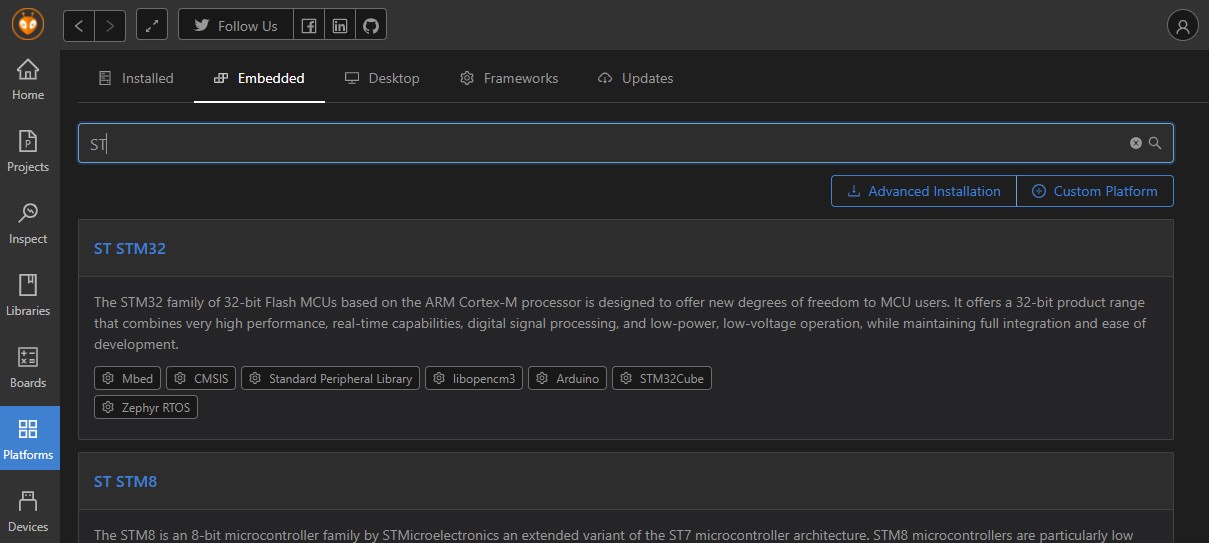 Follow Us
Home
Projects
Inspect
Libraries
Boards
Platforms
Devices
Installed Embedded Desktop Frameworks Updates
ST
Advanced Installation Custom Platform
ST STM32
The STM32 family of 32-bit Flash MCUs based on the ARM Cortex-M processor is designed to offer new degrees of freedom to MCU users. It offers a 32-bit product range
that combines very high performance, real-time capabilities, digital signal processing, and low-power, low-voltage operation, while maintaining full integration and ease of
development.
Mbed CMSIS Standard Peripheral Library libopencm3 Arduino STM32Cube
Zephyr RTOS
ST STM8
The STM8 is an 8-bit microcontroller family by STMicroelectronics an extended variant of the ST7 microcontroller architecture. STM8 microcontrollers are particularly low